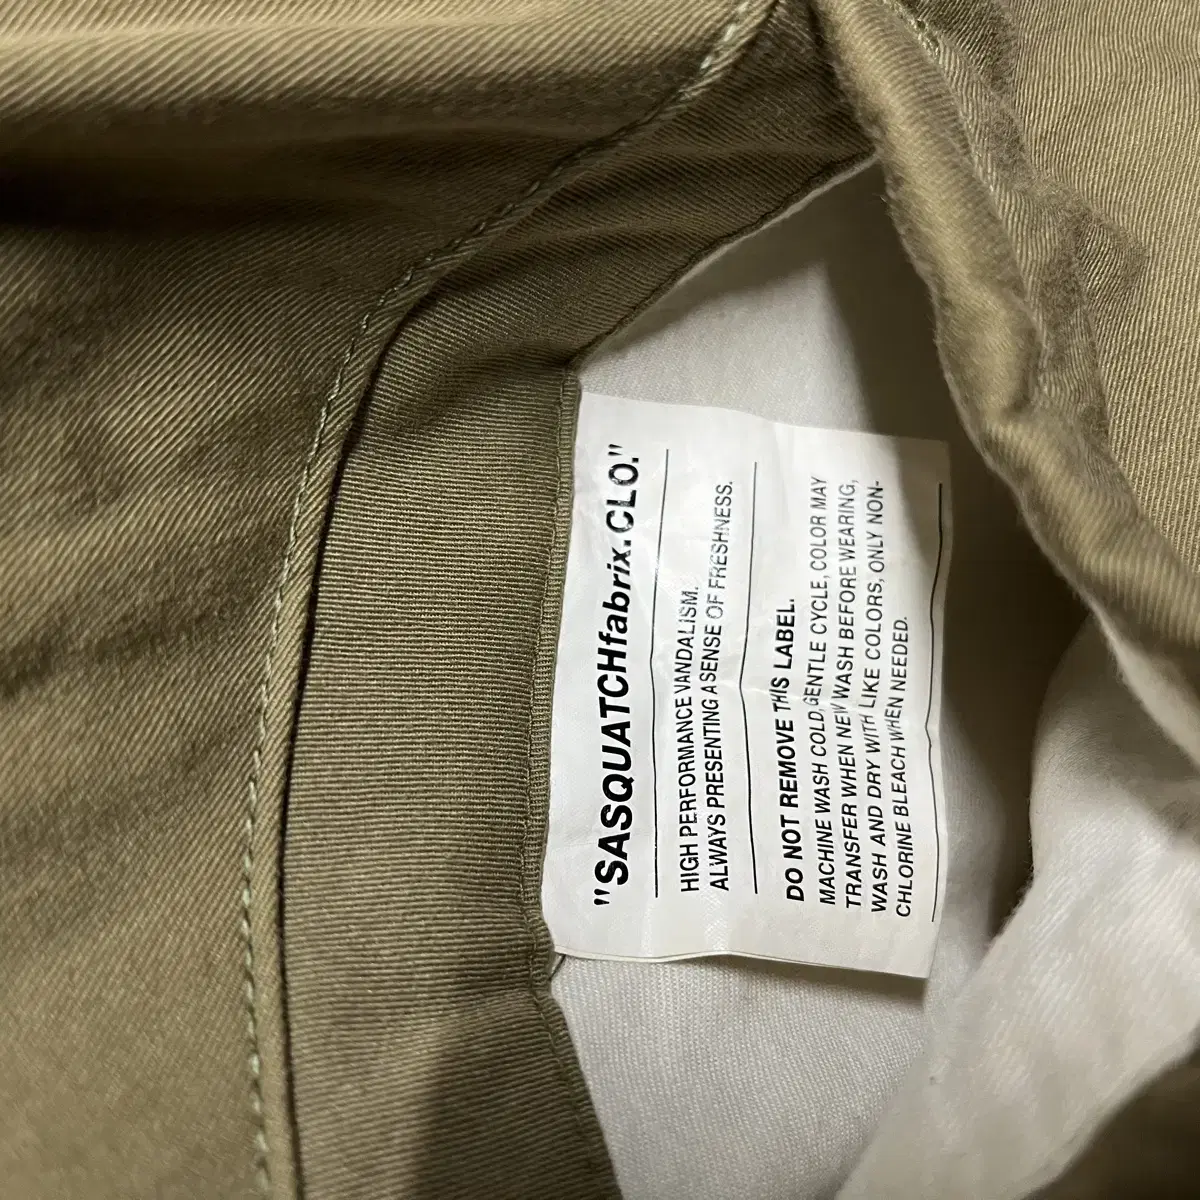 "SASQUATCHfabrix.CLO."
HIGH PERFORMANCE VANDALISM.
ALWAYS PRESENTING A SENSE OF FRESHNESS.
DO NOT REMOVE THIS LABEL.
MACHINE WASH COLD, GENTLE CYCLE, COLOR MAY
TRANSFER WHEN NEW WASH BEFORE WEARING,
WASH AND DRY WITH LIKE COLORS, ONLY NON-
CHLORINE BLEACH WHEN NEEDED.